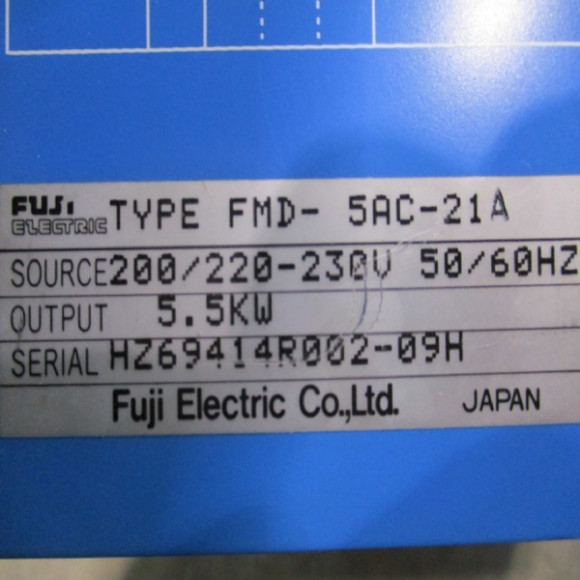 FUJI ELECTRIC TYPE FMD- 5AC-21A
SOURCE 200/220-230V 50/60HZ
OUTPUT 5.5KW
SERIAL HZ69414R002-09H
Fuji Electric Co.,Ltd. JAPAN